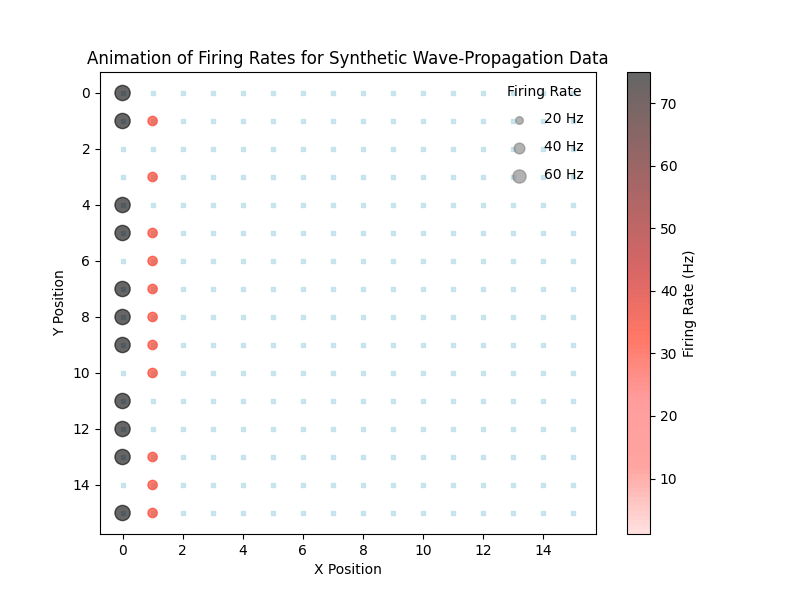 Animation of Firing Rates for Synthetic Wave-Propagation Data
Firing Rate
20 Hz
40 Hz
60 Hz
0
2
4
6
8
10
12
14
Y Position
0 2 4 6 8 10 12 14
X Position
70
60
50
40
30
20
10
Firing Rate (Hz)